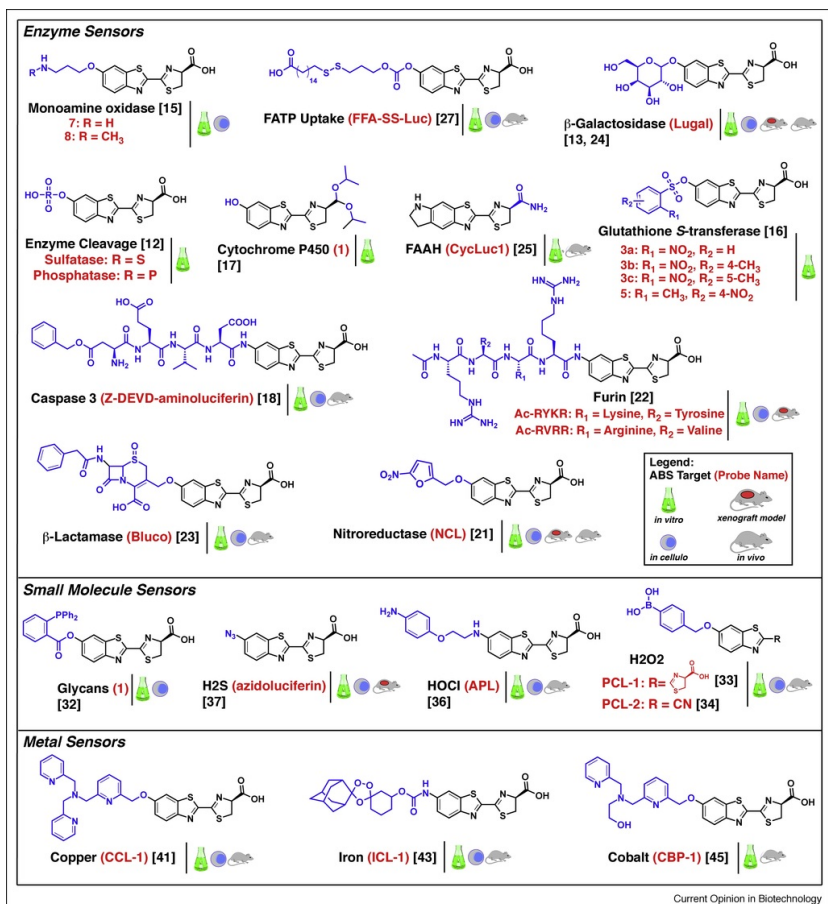 Enzyme Sensors
Monoamine oxidase [15]
7: R = H
8: R = CH3
FATP Uptake (FFA-SS-Luc) [27]
β-Galactosidase (Lugal)
[13, 24]
Enzyme Cleavage [12]
Sulfatase: R = S
Phosphatase: R = P
Cytochrome P450 (1)
[17]
FAAH (CycLuc1) [25]
Glutathione S-transferase [16]
3a: R1 = NO2, R2 = H
3b: R1 = NO2, R2 = 4-CH3
3c: R1 = NO2, R2 = 5-CH3
5: R1 = CH3, R2 = 4-NO2
Caspase 3 (Z-DEVD-aminoluciferin) [18]
Furin [22]
Ac-RYKR: R1 = Lysine, R2 = Tyrosine
Ac-RVRR: R1 = Arginine, R2 = Valine
β-Lactamase (Bluco) [23]
Nitroreductase (NCL) [21]
Legend:
ABS Target (Probe Name)
in vitro
xenograft model
in cellulo
in vivo
Small Molecule Sensors
Glycans (1)
[32]
H2S (azidoluciferin)
[37]
HOCl (APL)
[36]
H2O2
PCL-1: R= [33]
PCL-2: R = CN [34]
Metal Sensors
Copper (CCL-1) [41]
Iron (ICL-1) [43]
Cobalt (CBP-1) [45]
Current Opinion in Biotechnology